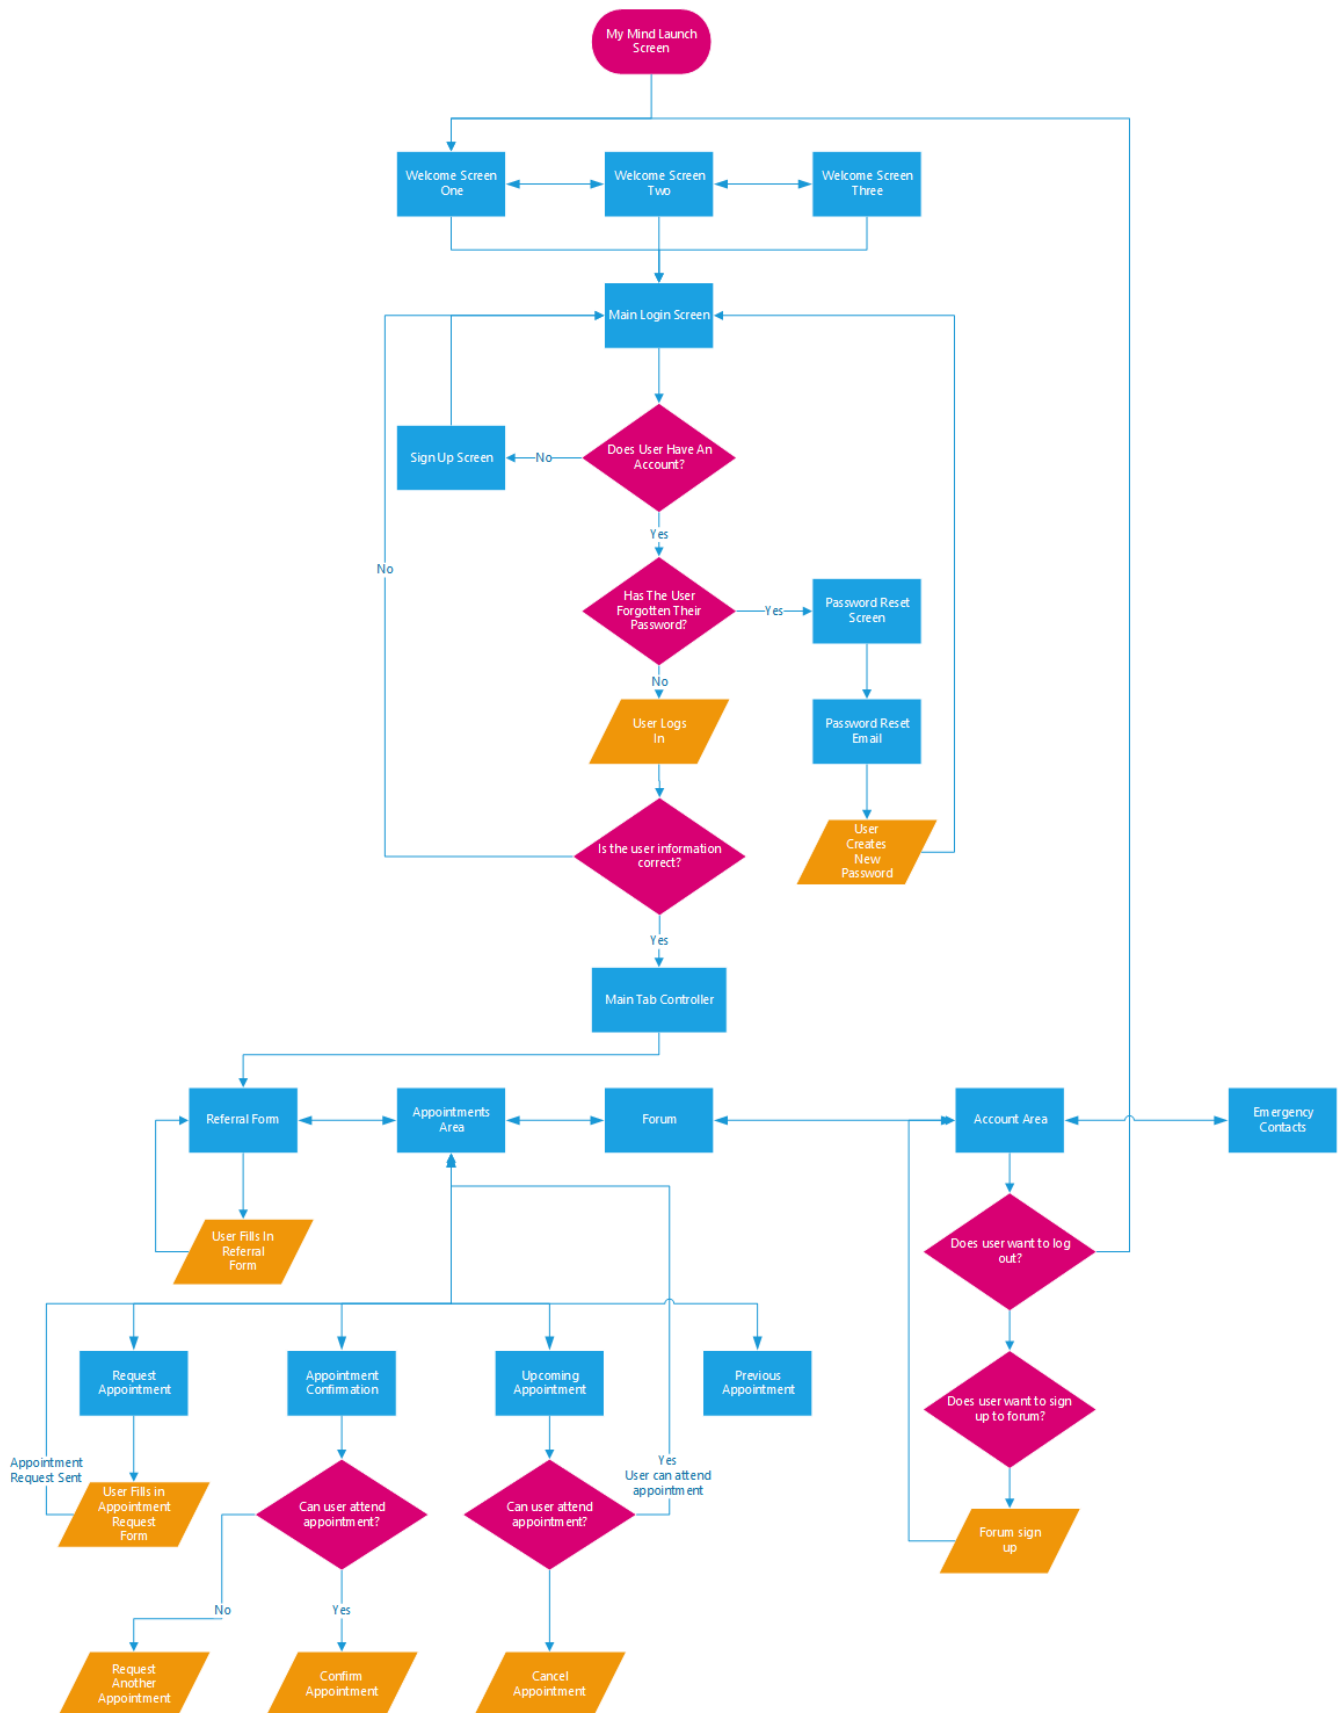 My Mind Launch
Screen
Welcome Screen
One
Welcome Screen
Two
Welcome Screen
Three
Main Login Screen
Does User Have An
Account?
No
Sign Up Screen
Yes
No
Has The User
Forgotten Their
Password?
Yes
Password Reset
Screen
No
User Logs
In
Password Reset
Email
Is the user information
correct?
User
Creates
New
Password
Yes
Main Tab Controller
Referral Form
Appointments
Area
Forum
Account Area
Emergency
Contacts
User Fills In
Referral
Form
Does user want to log
out?
Request
Appointment
Appointment
Confirmation
Upcoming
Appointment
Previous
Appointment
Does user want to sign
up to forum?
Appointment
Request Sent
Yes
User can attend
appointment
User Fills in
Appointment
Request
Form
Can user attend
appointment?
Can user attend
appointment?
Forum sign
up
No
Yes
Request
Another
Appointment
Confirm
Appointment
Cancel
Appointment